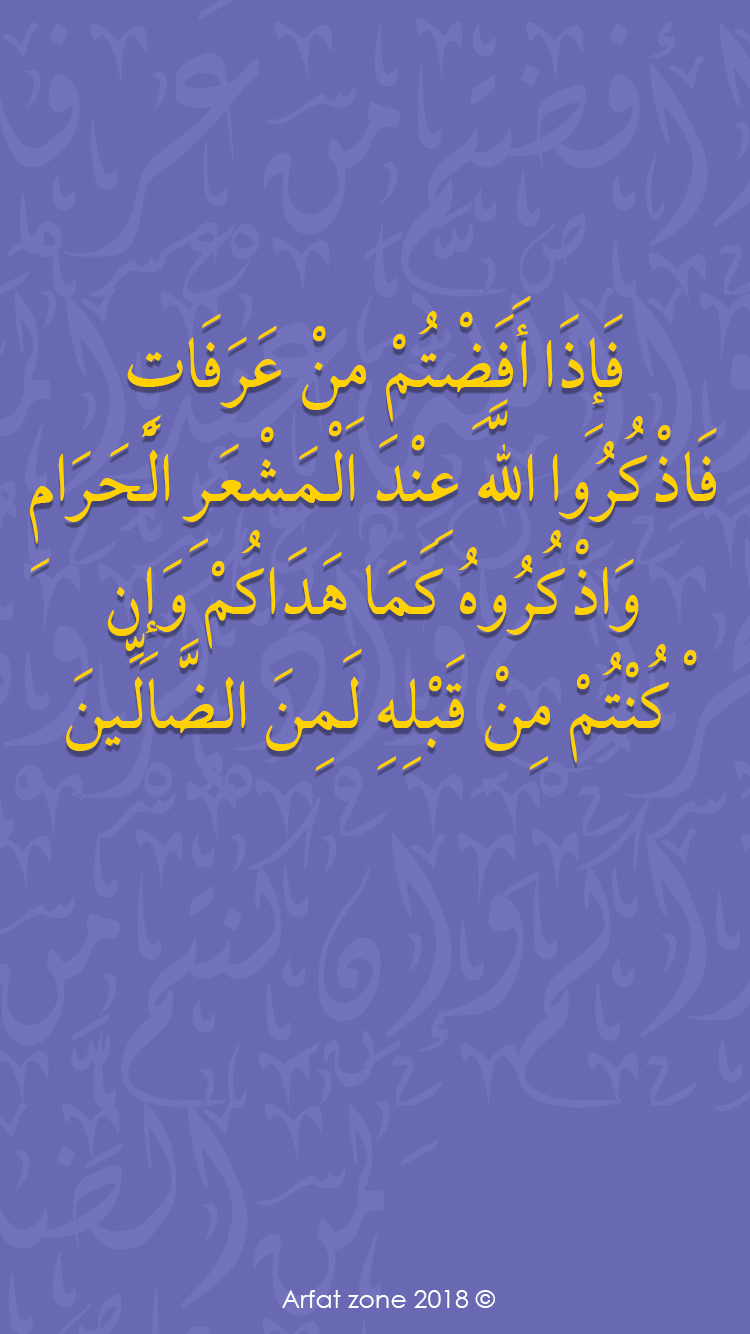 فَإِذَا أَفَضْتُمْ مِنْ عَرَفَاتٍ
فَاذْكُرُوا اللَّهَ عِنْدَ الْمَشْعَرِ الْحَرَامِ
وَاذْكُرُوهُ كَمَا هَدَاكُمْ وَإِنْ
كُنْتُمْ مِنْ قَبْلِهِ لَمِنَ الضَّالِّينَ
Arfat zone 2018 ©